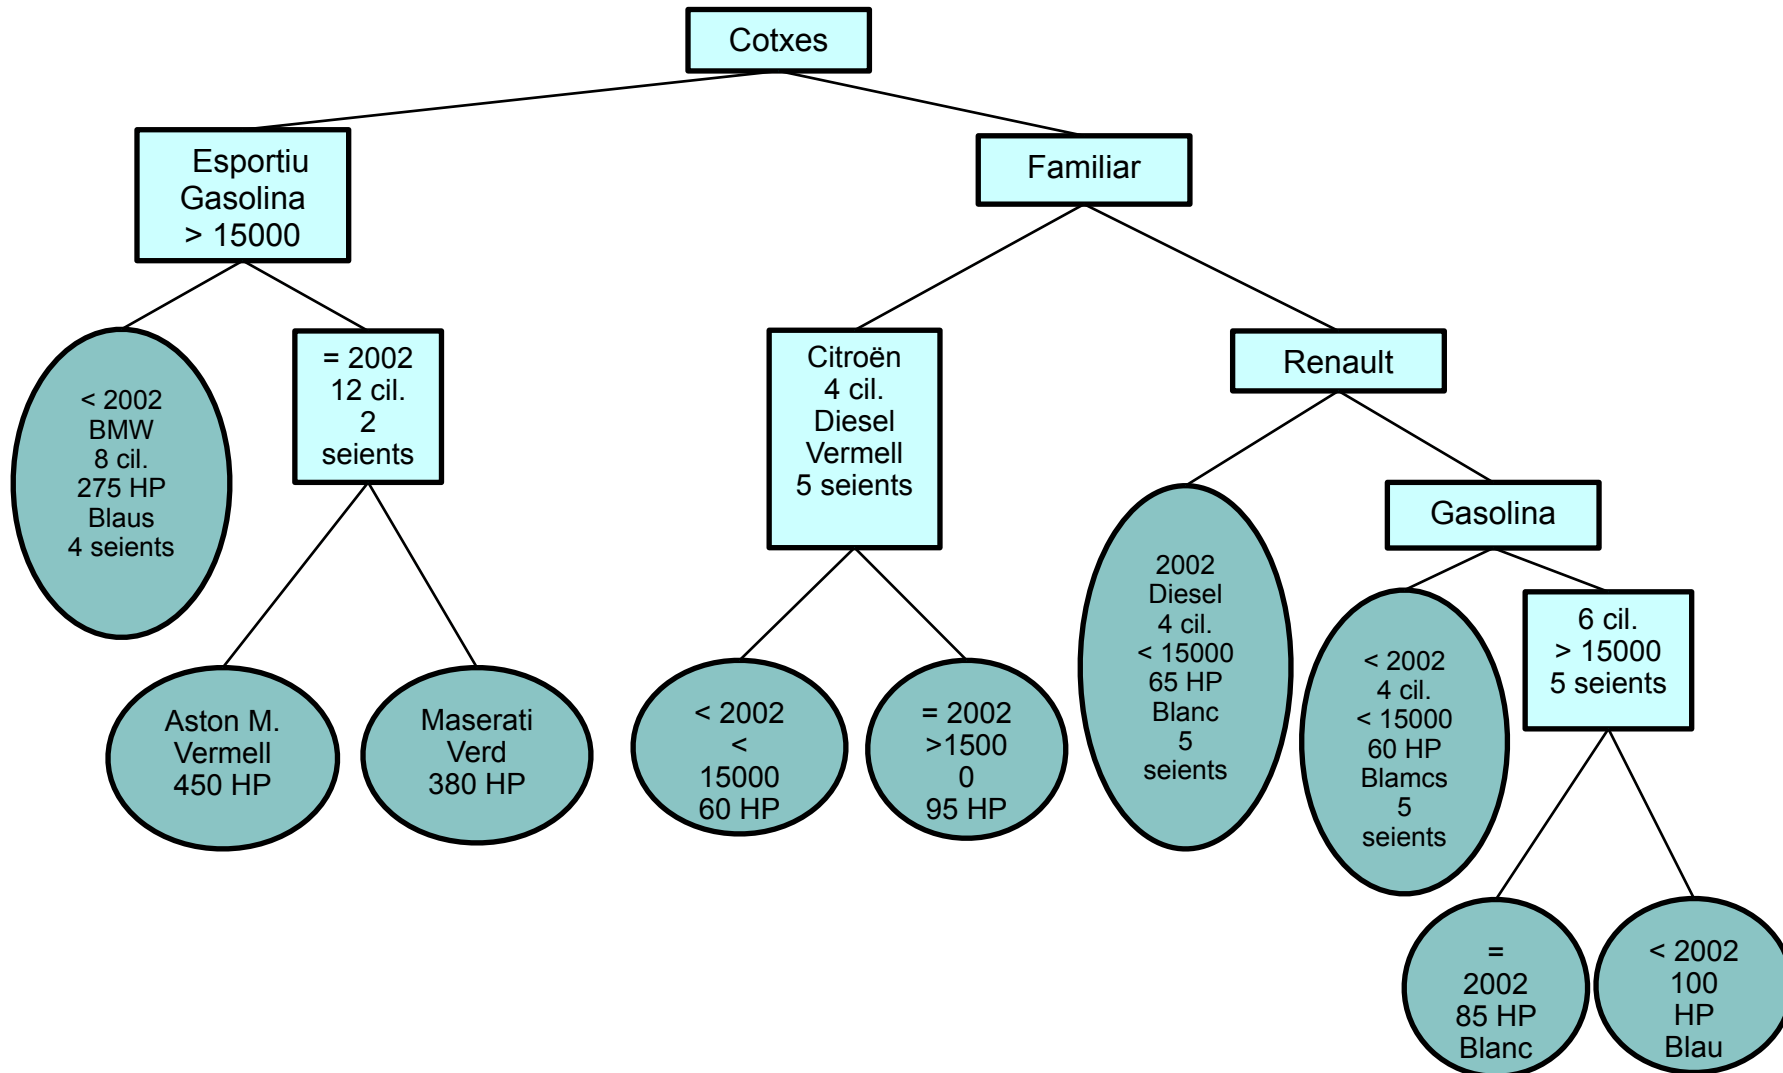 Cotxes
Esportiu
Gasolina
> 15000
Familiar
< 2002
BMW
8 cil.
275 HP
Blaus
4 seients
= 2002
12 cil.
2
seients
Citroën
4 cil.
Diesel
Vermell
5 seients
Renault
Aston M.
Vermell
450 HP
Maserati
Verd
380 HP
< 2002
<
15000
60 HP
= 2002
>1500
0
95 HP
2002
Diesel
4 cil.
< 15000
65 HP
Blanc
5
seients
Gasolina
< 2002
4 cil.
< 15000
60 HP
Blamcs
5
seients
6 cil.
> 15000
5 seients
=
2002
85 HP
Blanc
< 2002
100
HP
Blau